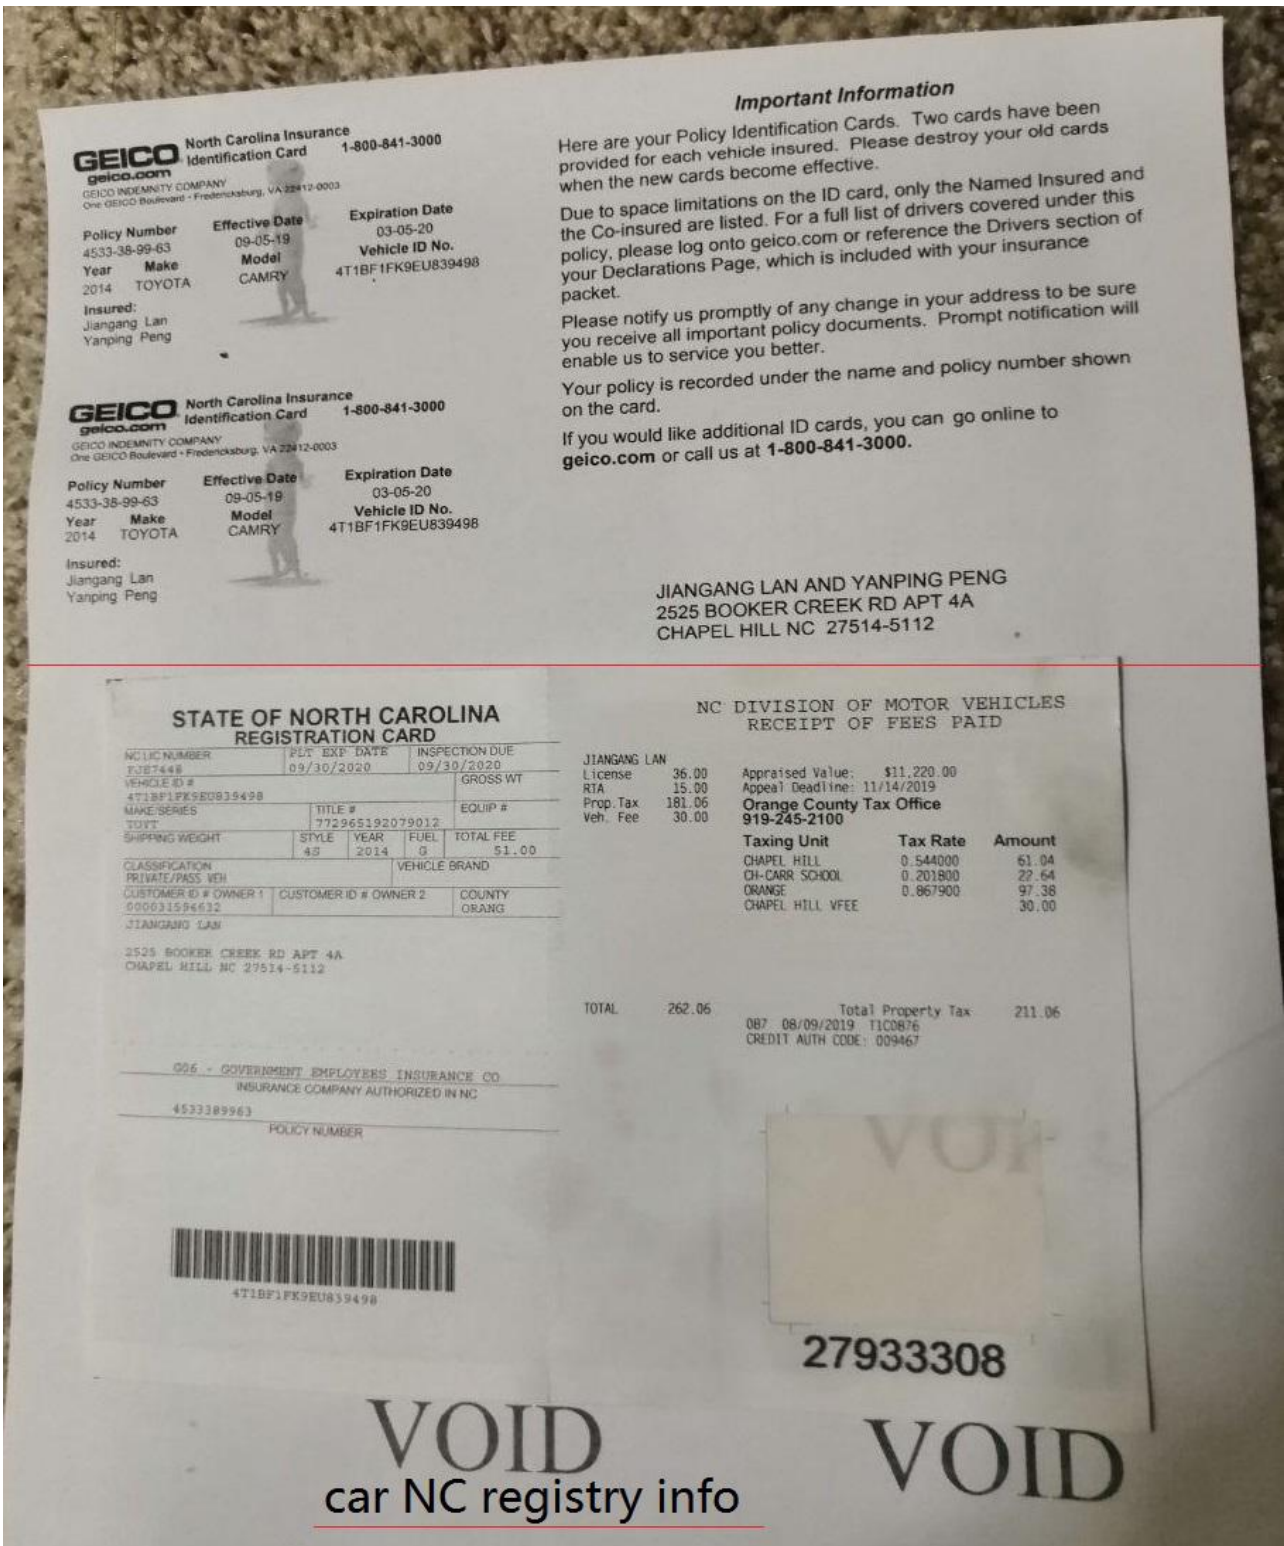 GEICO
geico.com
North Carolina Insurance
Identification Card
1-800-841-3000
GEICO INDEMNITY COMPANY
One GEICO Boulevard • Fredericksburg, VA 22412-0003
Policy Number Effective Date Expiration Date
4533-38-99-63 09-05-19 03-05-20
Year Make Model Vehicle ID No.
2014 TOYOTA CAMRY 4T1BF1FK9EU839498
Insured:
Jiangang Lan
Yanping Peng
GEICO
geico.com
North Carolina Insurance
Identification Card
1-800-841-3000
GEICO INDEMNITY COMPANY
One GEICO Boulevard • Fredericksburg, VA 22412-0003
Policy Number Effective Date Expiration Date
4533-38-99-63 09-05-19 03-05-20
Year Make Model Vehicle ID No.
2014 TOYOTA CAMRY 4T1BF1FK9EU839498
Insured:
Jiangang Lan
Yanping Peng
Important Information
Here are your Policy Identification Cards. Two cards have been
provided for each vehicle insured. Please destroy your old cards
when the new cards become effective.
Due to space limitations on the ID card, only the Named Insured and
the Co-insured are listed. For a full list of drivers covered under this
policy, please log onto geico.com or reference the Drivers section of
your Declarations Page, which is included with your insurance
packet.
Please notify us promptly of any change in your address to be sure
you receive all important policy documents. Prompt notification will
enable us to service you better.
Your policy is recorded under the name and policy number shown
on the card.
If you would like additional ID cards, you can go online to
geico.com or call us at 1-800-841-3000.
JIANGANG LAN AND YANPING PENG
2525 BOOKER CREEK RD APT 4A
CHAPEL HILL NC 27514-5112
STATE OF NORTH CAROLINA
REGISTRATION CARD
NC LIC NUMBER PLT EXP DATE INSPECTION DUE
09/30/2020 09/30/2020
VEHICLE ID # GROSS WT
4T1BF1FK9EU839498
MAKE/SERIES TITLE # EQUIP #
TOYT 772965192079012
SHIPPING WEIGHT STYLE YEAR FUEL TOTAL FEE
4S 2014 G 51.00
CLASSIFICATION VEHICLE BRAND
PRIVATE/PASS VEH
CUSTOMER ID # OWNER 1 CUSTOMER ID # OWNER 2 COUNTY
ORANG
JIANGANG LAN
2525 BOOKER CREEK RD APT 4A
CHAPEL HILL NC 27514-5112
G06 - GOVERNMENT EMPLOYEES INSURANCE CO
INSURANCE COMPANY AUTHORIZED IN NC
4533389963
POLICY NUMBER
4T1BF1FK9EU839498
NC DIVISION OF MOTOR VEHICLES
RECEIPT OF FEES PAID
JIANGANG LAN
License 36.00
RTA 15.00
Prop.Tax 181.06
Veh. Fee 30.00
Appraised Value: $11,220.00
Appeal Deadline: 11/14/2019
Orange County Tax Office
919-245-2100
Taxing Unit Tax Rate Amount
CHAPEL HILL 0.544000 61.04
CH-CARR SCHOOL 0.201800 22.64
ORANGE 0.867900 97.38
CHAPEL HILL VFEE 30.00
TOTAL 262.06 Total Property Tax 211.06
087 08/09/2019 T1C0876
CREDIT AUTH CODE: 009467
VOID
27933308
VOID VOID
car NC registry info